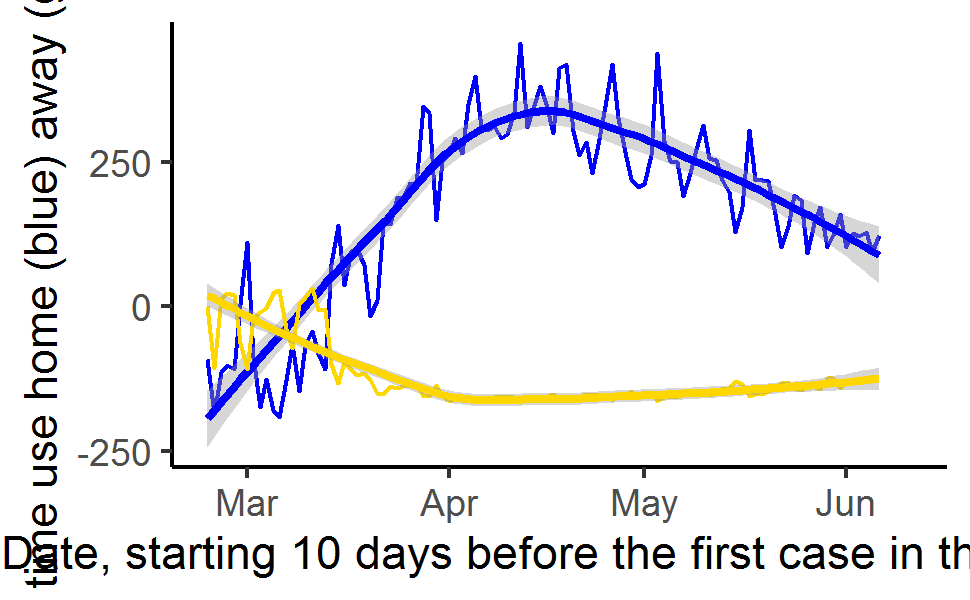 time use home (blue) away (
250
0
-250
Mar Apr May Jun
Date, starting 10 days before the first case in th